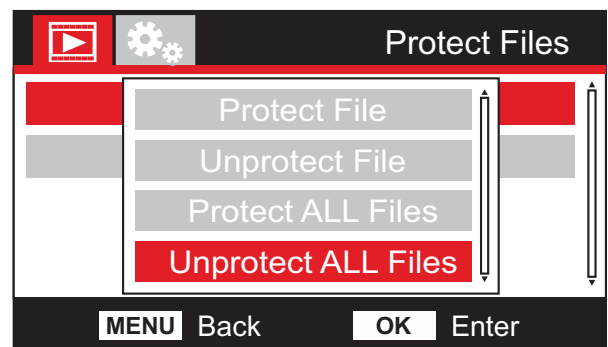 Protect Files
Protect File
Unprotect File
Protect ALL Files
Unprotect ALL Files
MENU Back OK Enter